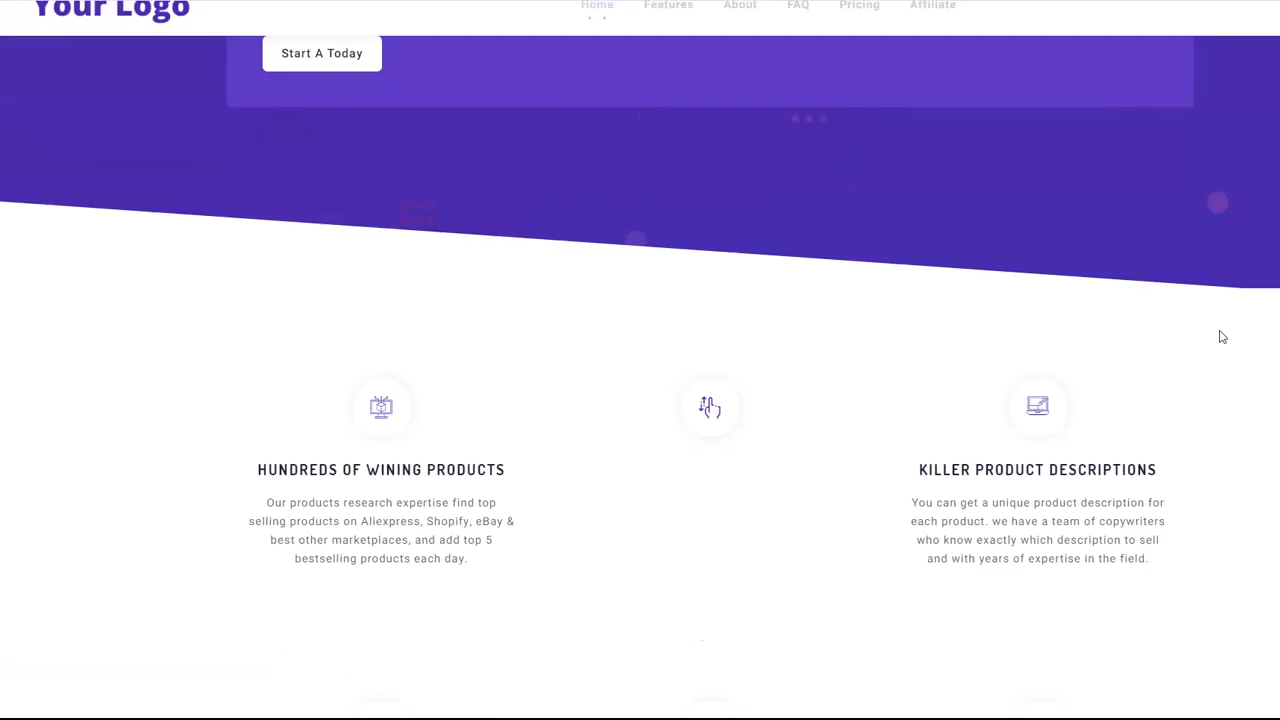 Your Logo
Home Features About FAQ Pricing Affiliate
Start A Today
HUNDREDS OF WINING PRODUCTS
Our products research expertise find top
selling products on Aliexpress, Shopify, eBay &
best other marketplaces, and add top 5
bestselling products each day.
KILLER PRODUCT DESCRIPTIONS
You can get a unique product description for
each product. we have a team of copywriters
who know exactly which description to sell
and with years of expertise in the field.